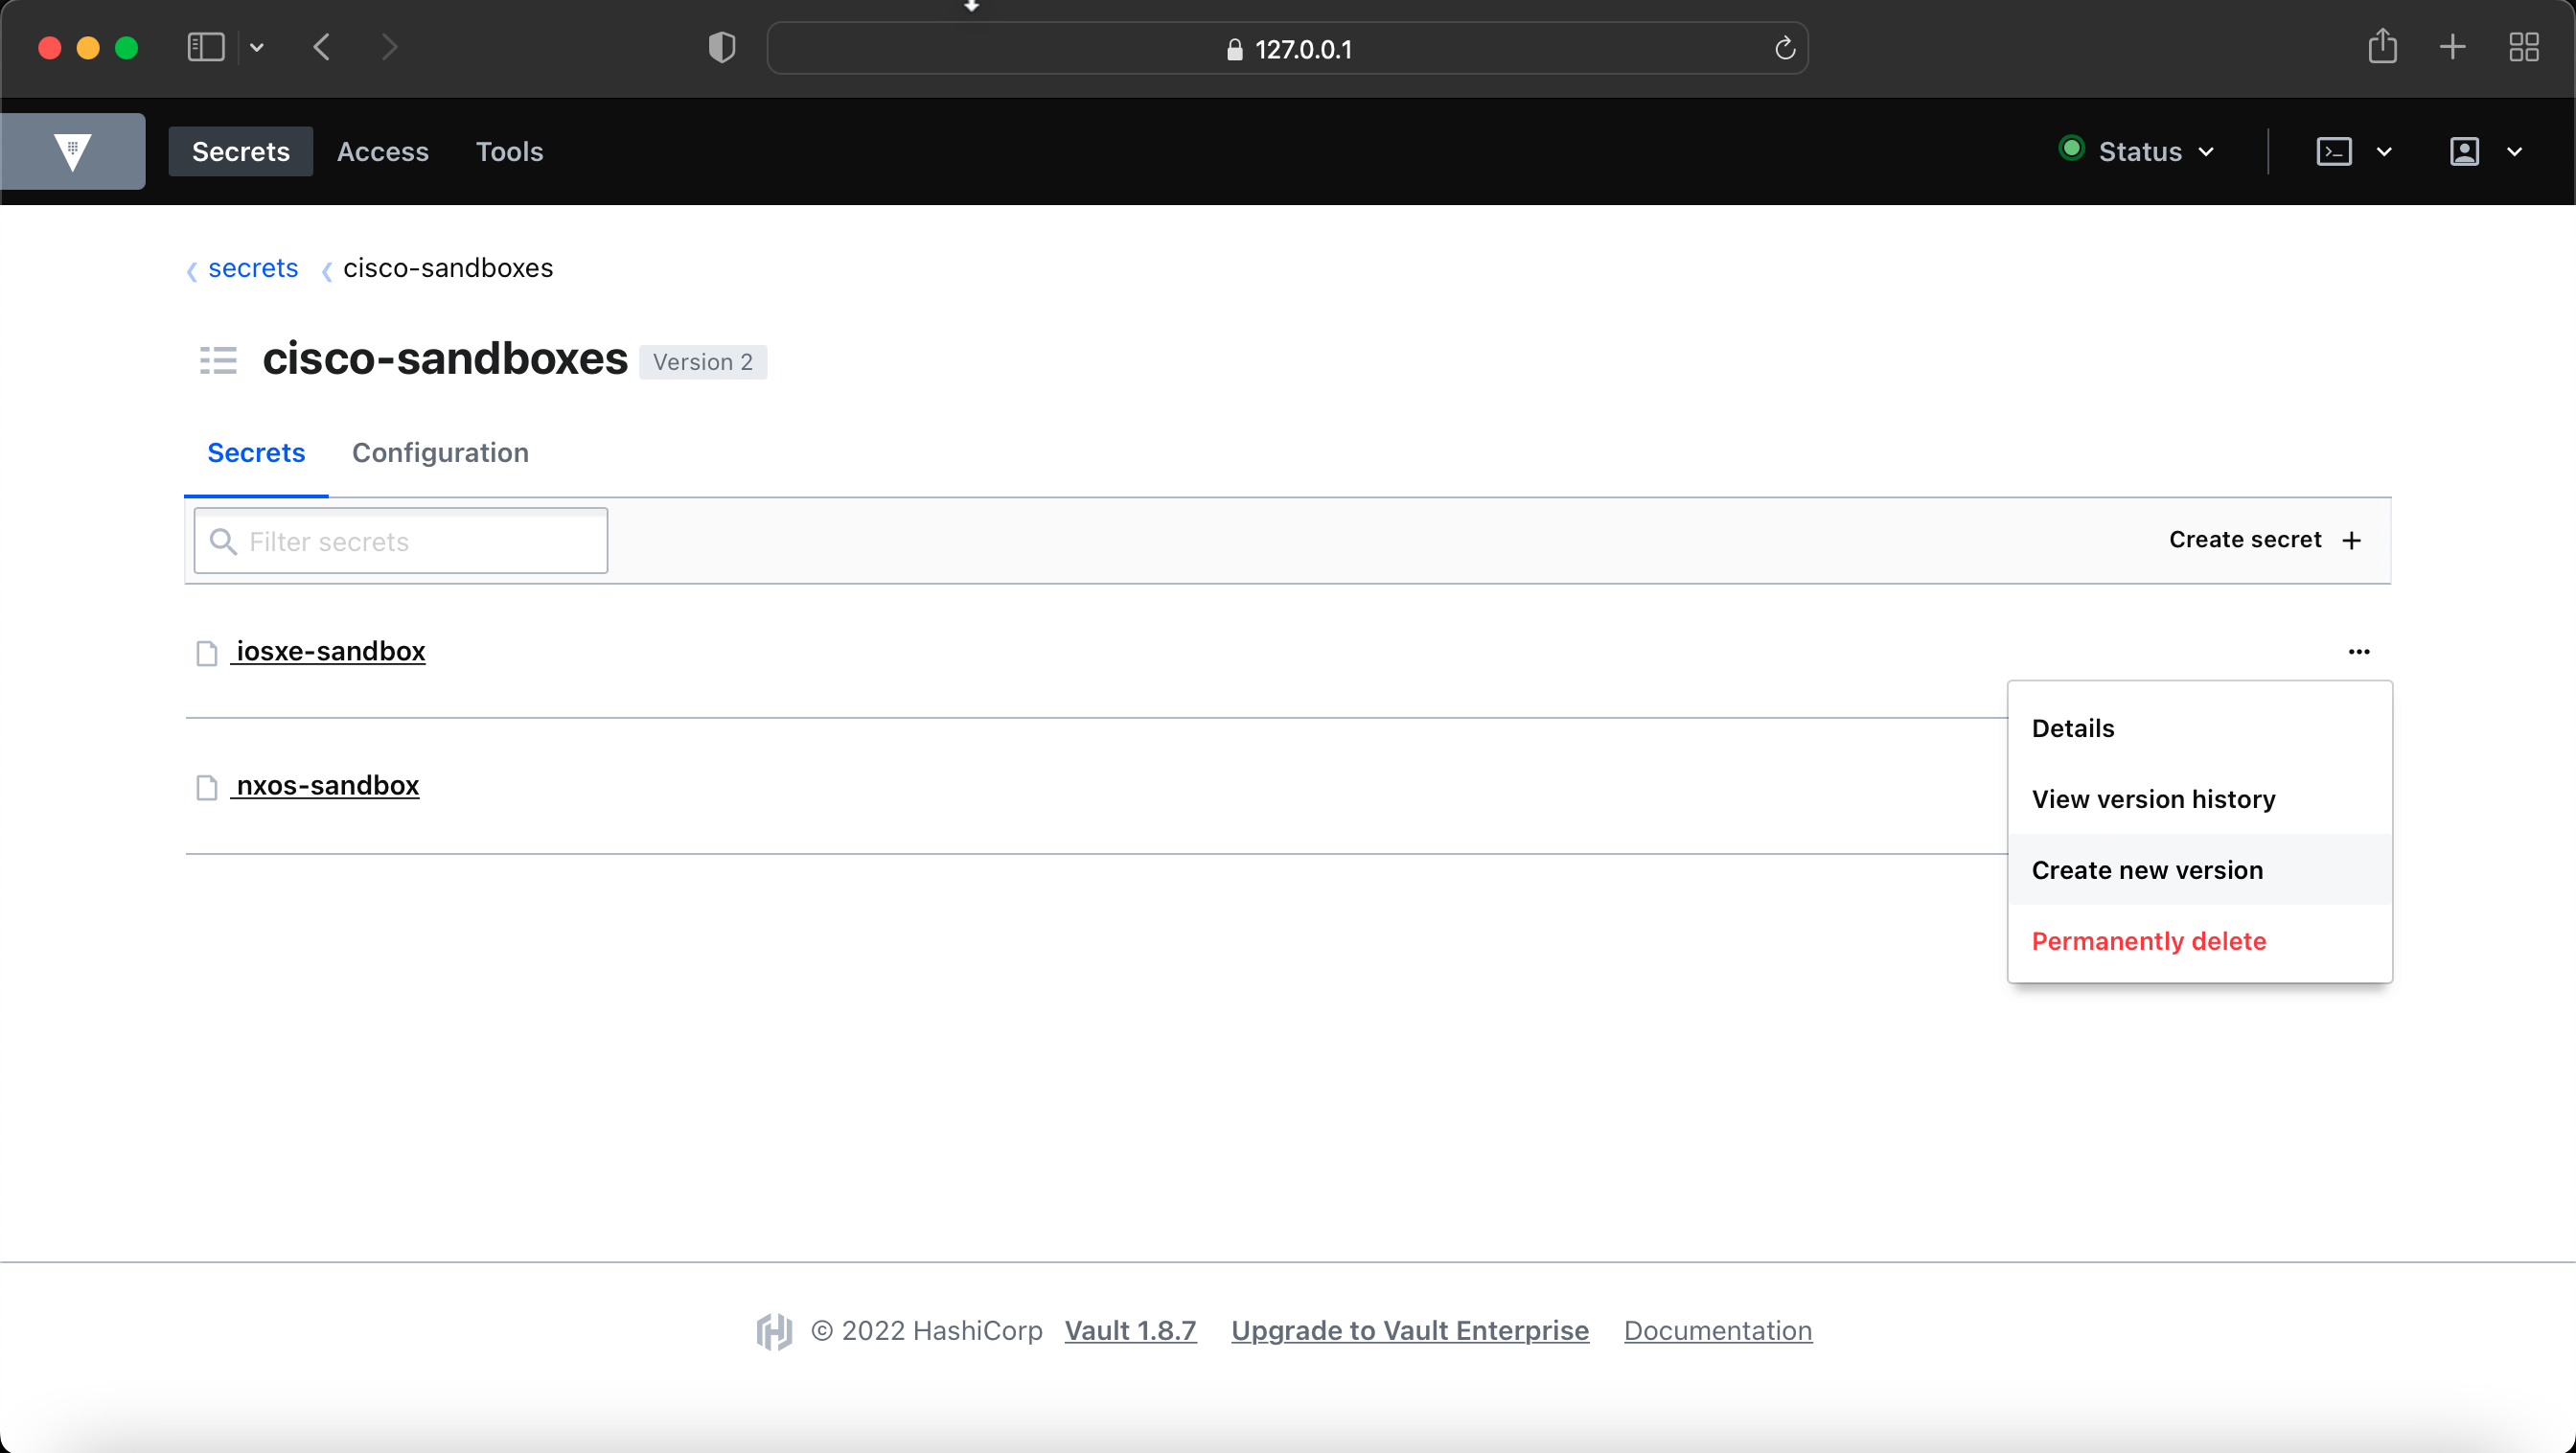 127.0.0.1
Secrets Access Tools Status
secrets cisco-sandboxes
cisco-sandboxes Version 2
Secrets Configuration
Filter secrets Create secret +
iosxe-sandbox ...
Details
nxos-sandbox
View version history
Create new version
Permanently delete
© 2022 HashiCorp Vault 1.8.7 Upgrade to Vault Enterprise Documentation